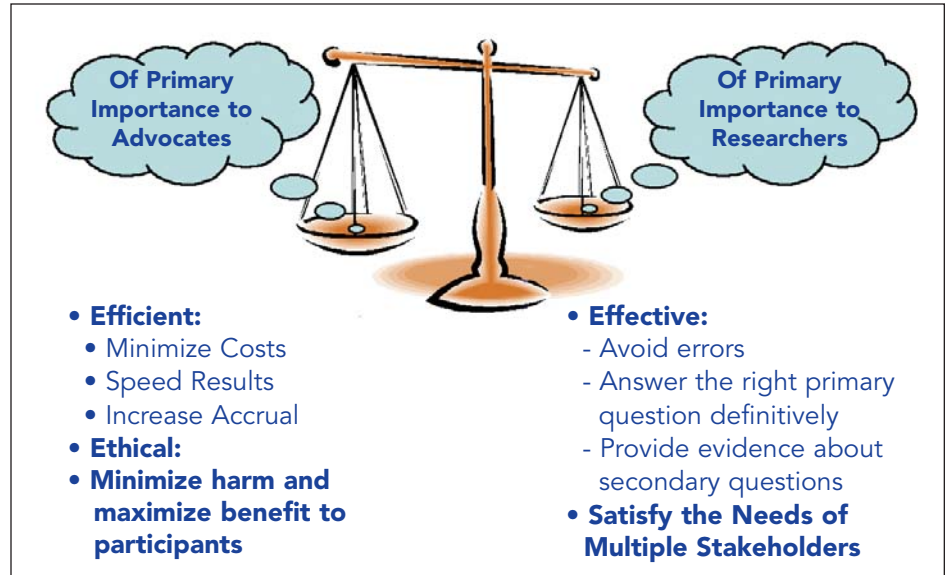 Of Primary
Importance to
Advocates
Of Primary
Importance to
Researchers
• Efficient:
• Minimize Costs
• Speed Results
• Increase Accrual
• Ethical:
• Minimize harm and
maximize benefit to
participants
• Effective:
- Avoid errors
- Answer the right primary
question definitively
- Provide evidence about
secondary questions
• Satisfy the Needs of
Multiple Stakeholders